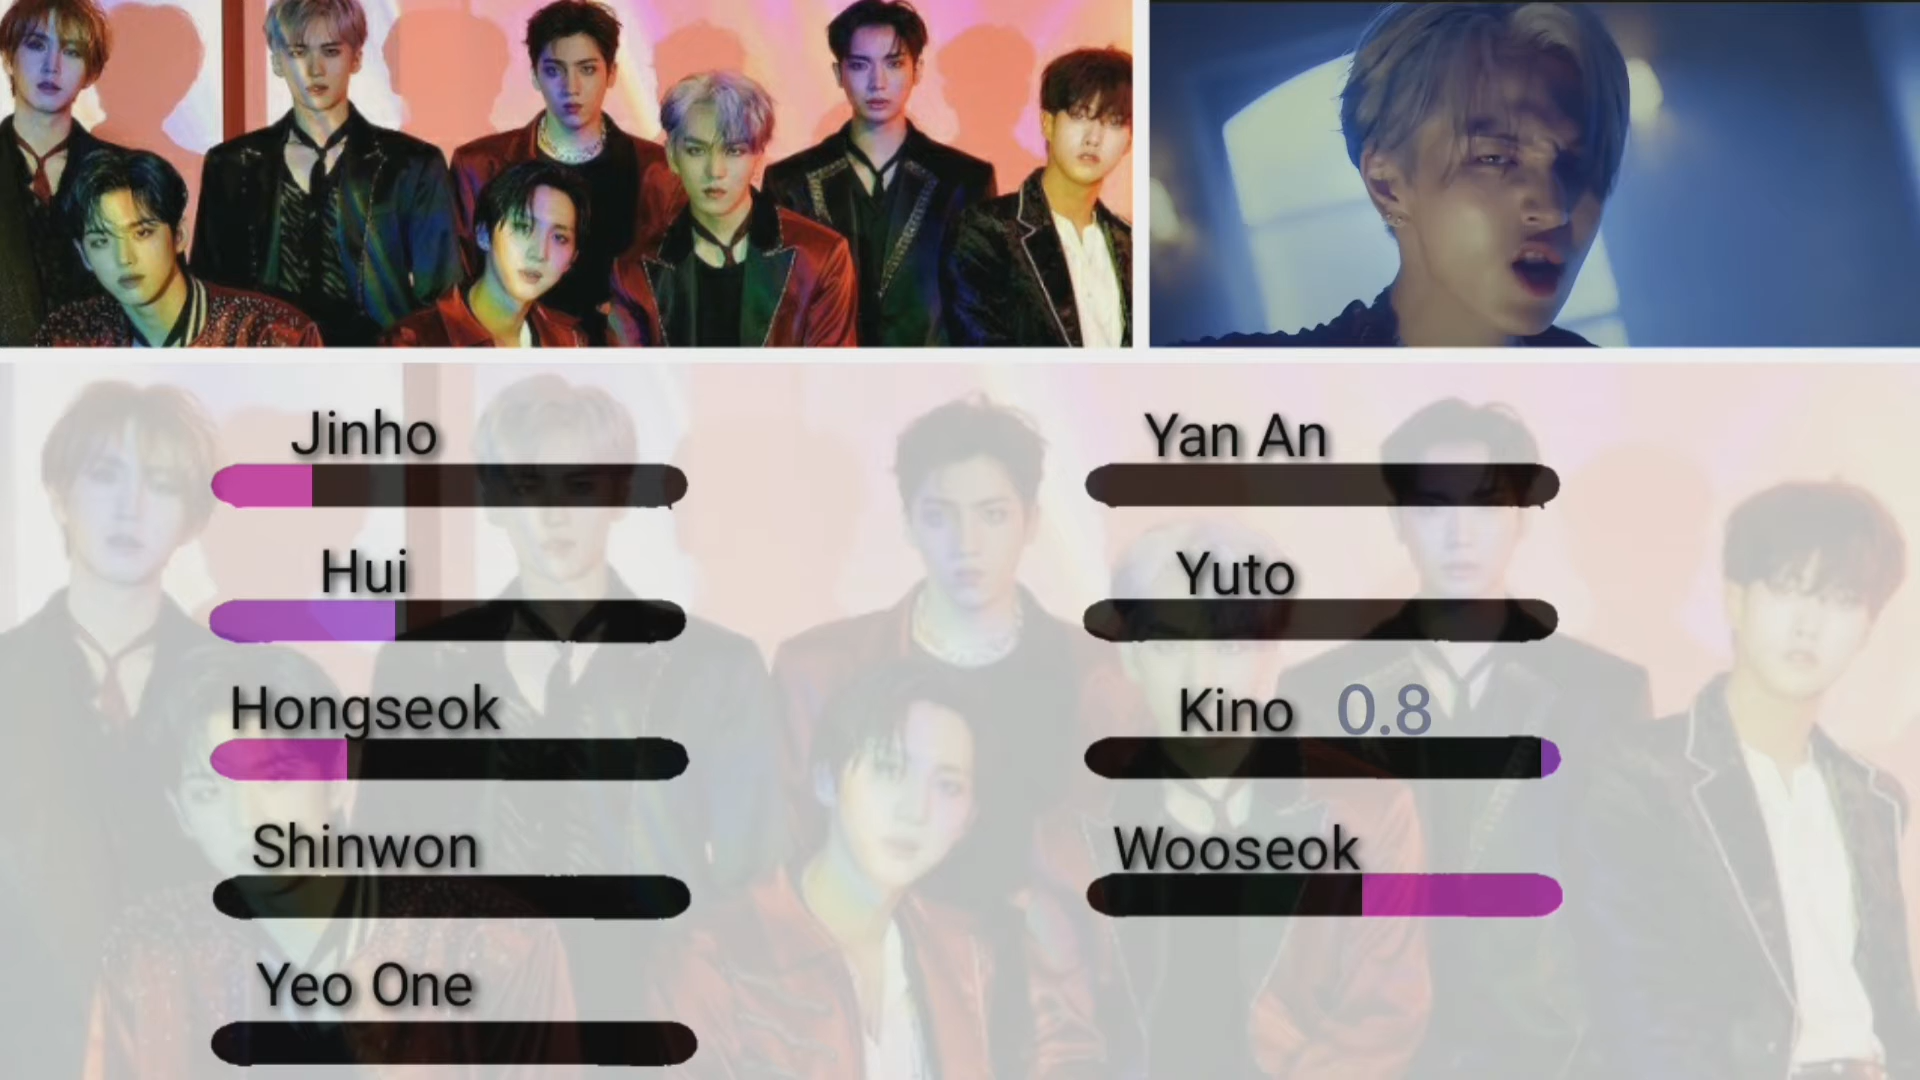 Jinho
Hui
Hongseok
Shinwon
Yeo One
Yan An
Yuto
Kino 0.8
Wooseok